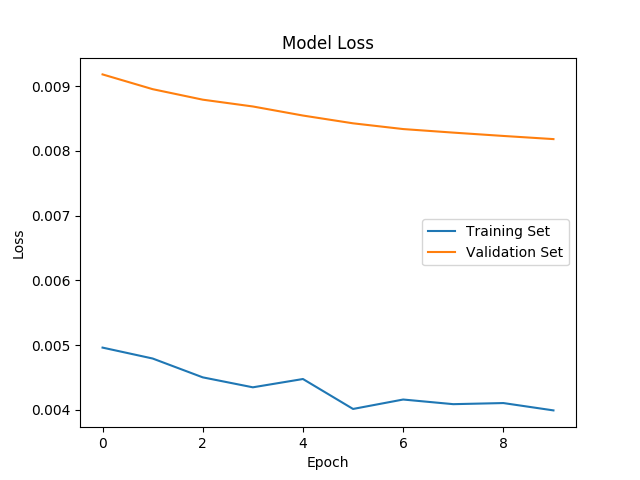 Model Loss
0.009
0.008
0.007
0.006
0.005
0.004
Loss
Training Set
Validation Set
0 2 4 6 8
Epoch